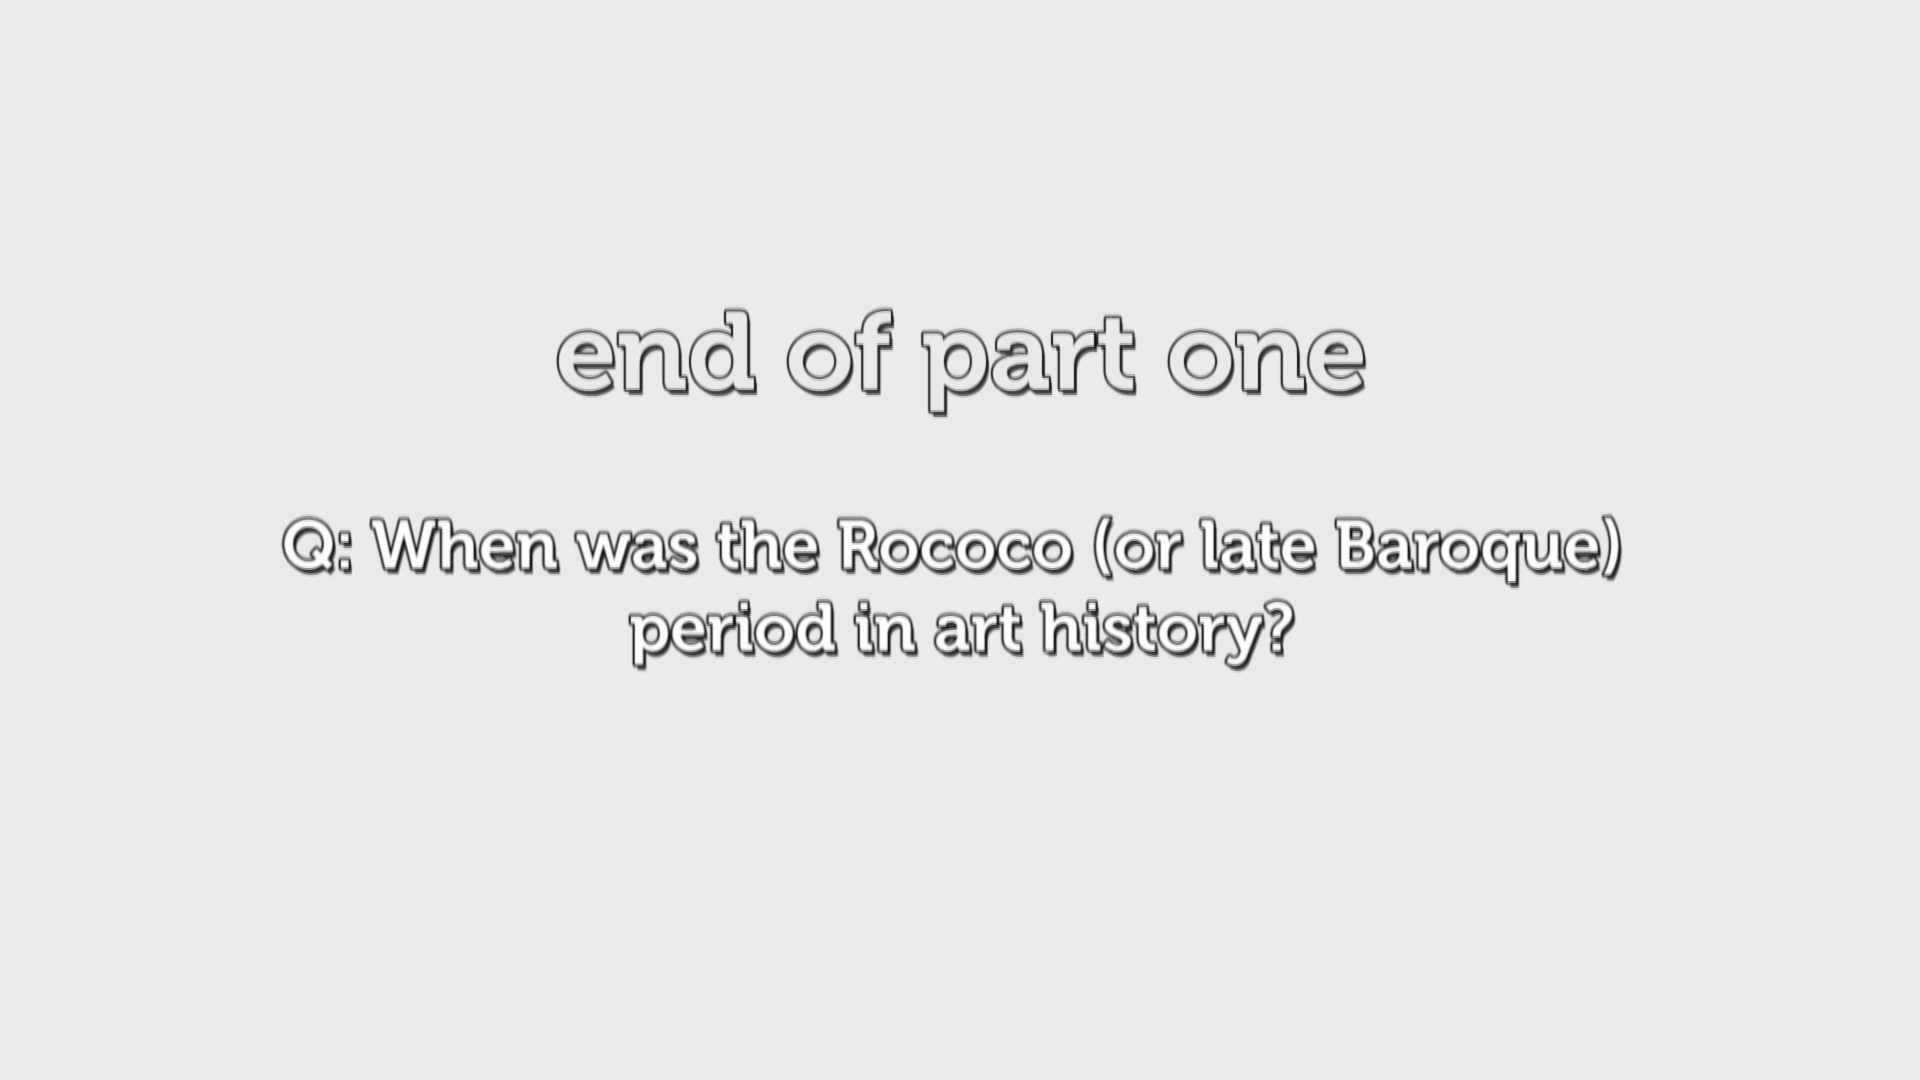 end of part one
Q: When was the Rococo (or late Baroque)
period in art history?